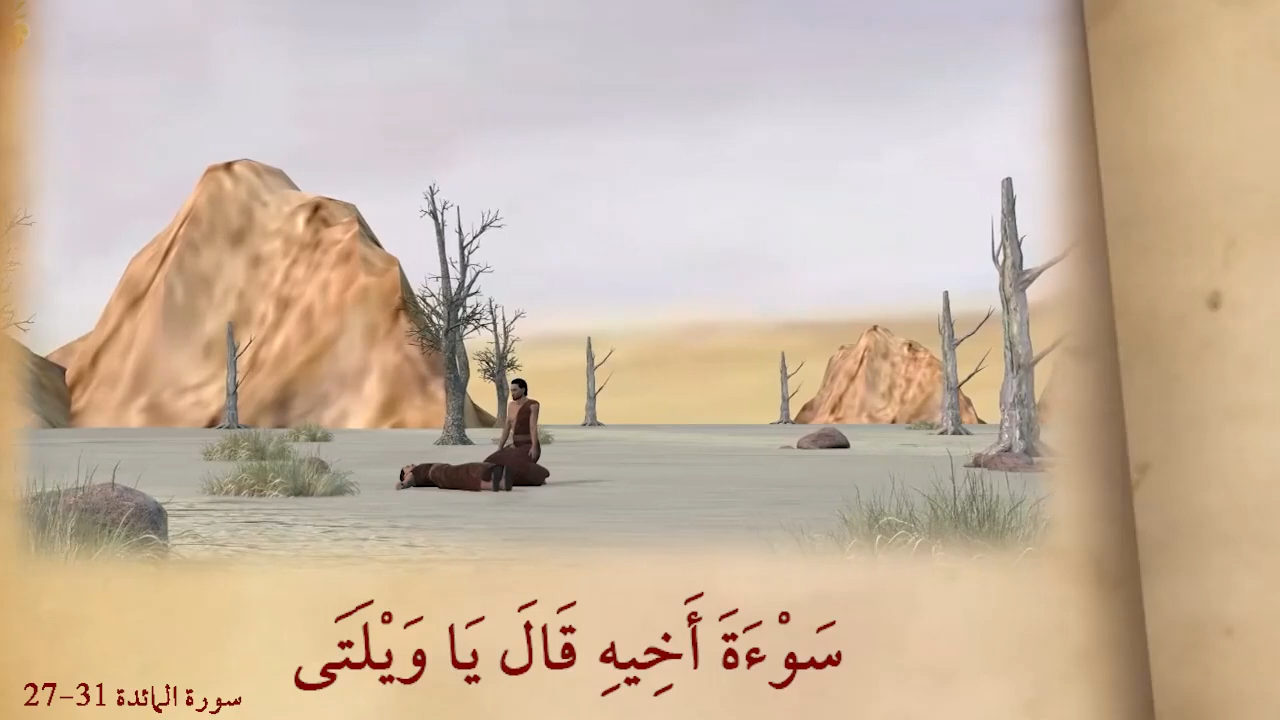 سَوْءَةَ أَخِيهِ قَالَ يَا وَيْلَتَى
سورة المائدة 31-27